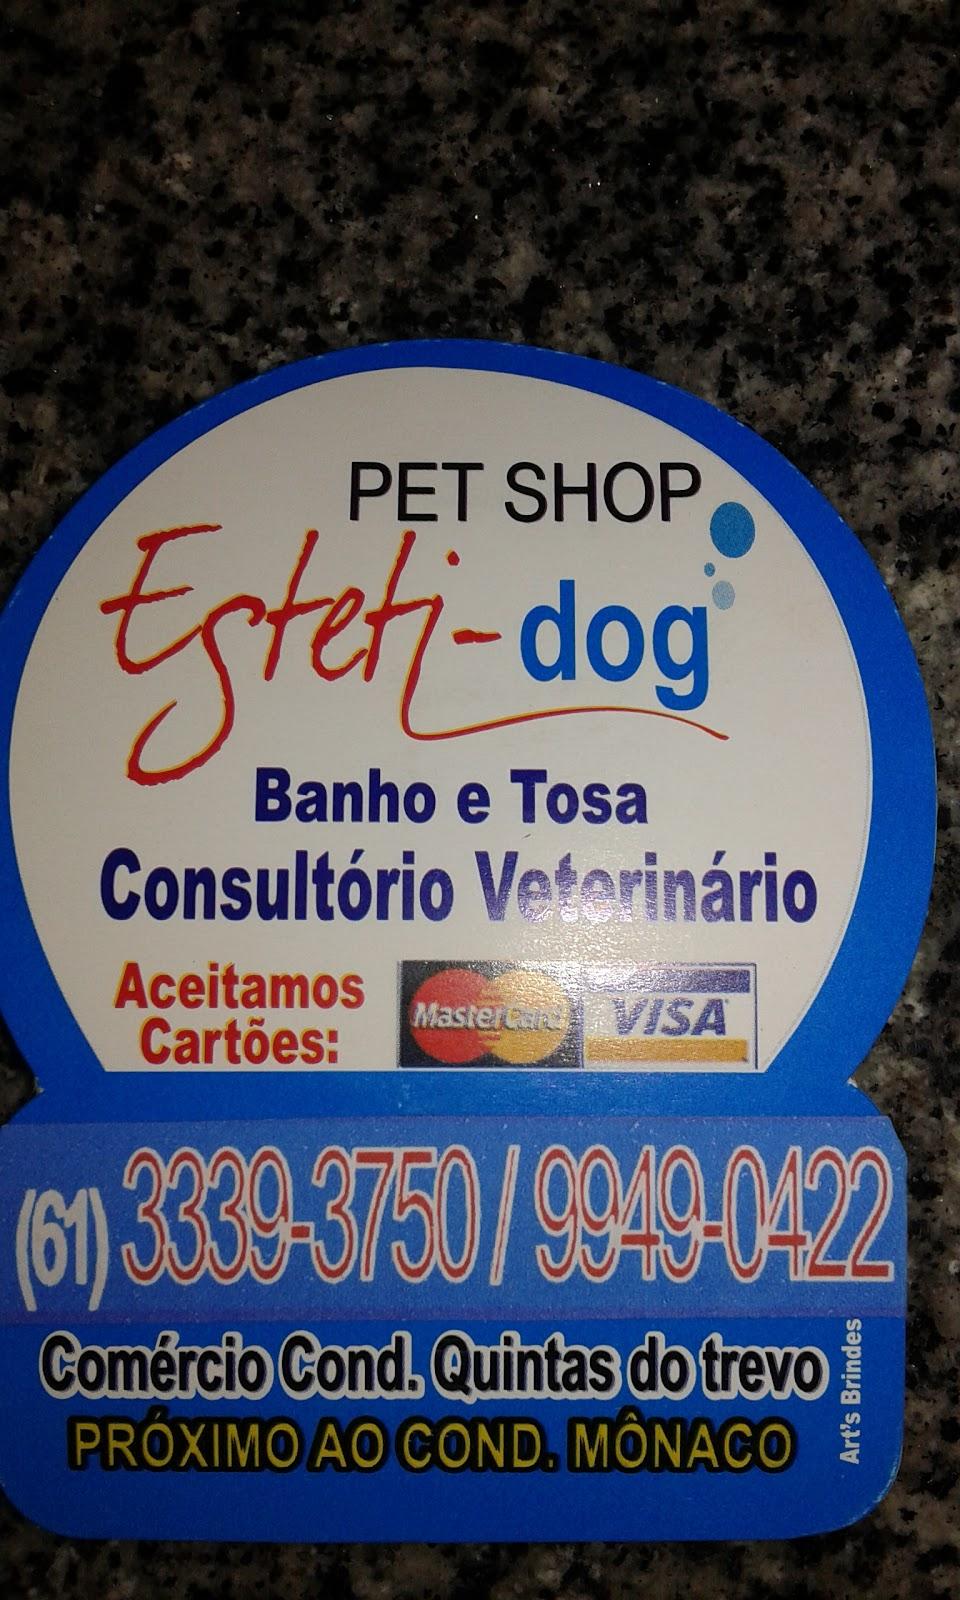 PET SHOP
Esteti-dog
Banho e Tosa
Consultório Veterinário
Aceitamos
Cartões:
MasterCard VISA
(61) 3339-3750 / 9949-0422
Comércio Cond. Quintas do trevo
PRÓXIMO AO COND. MÔNACO
Art's Brindes